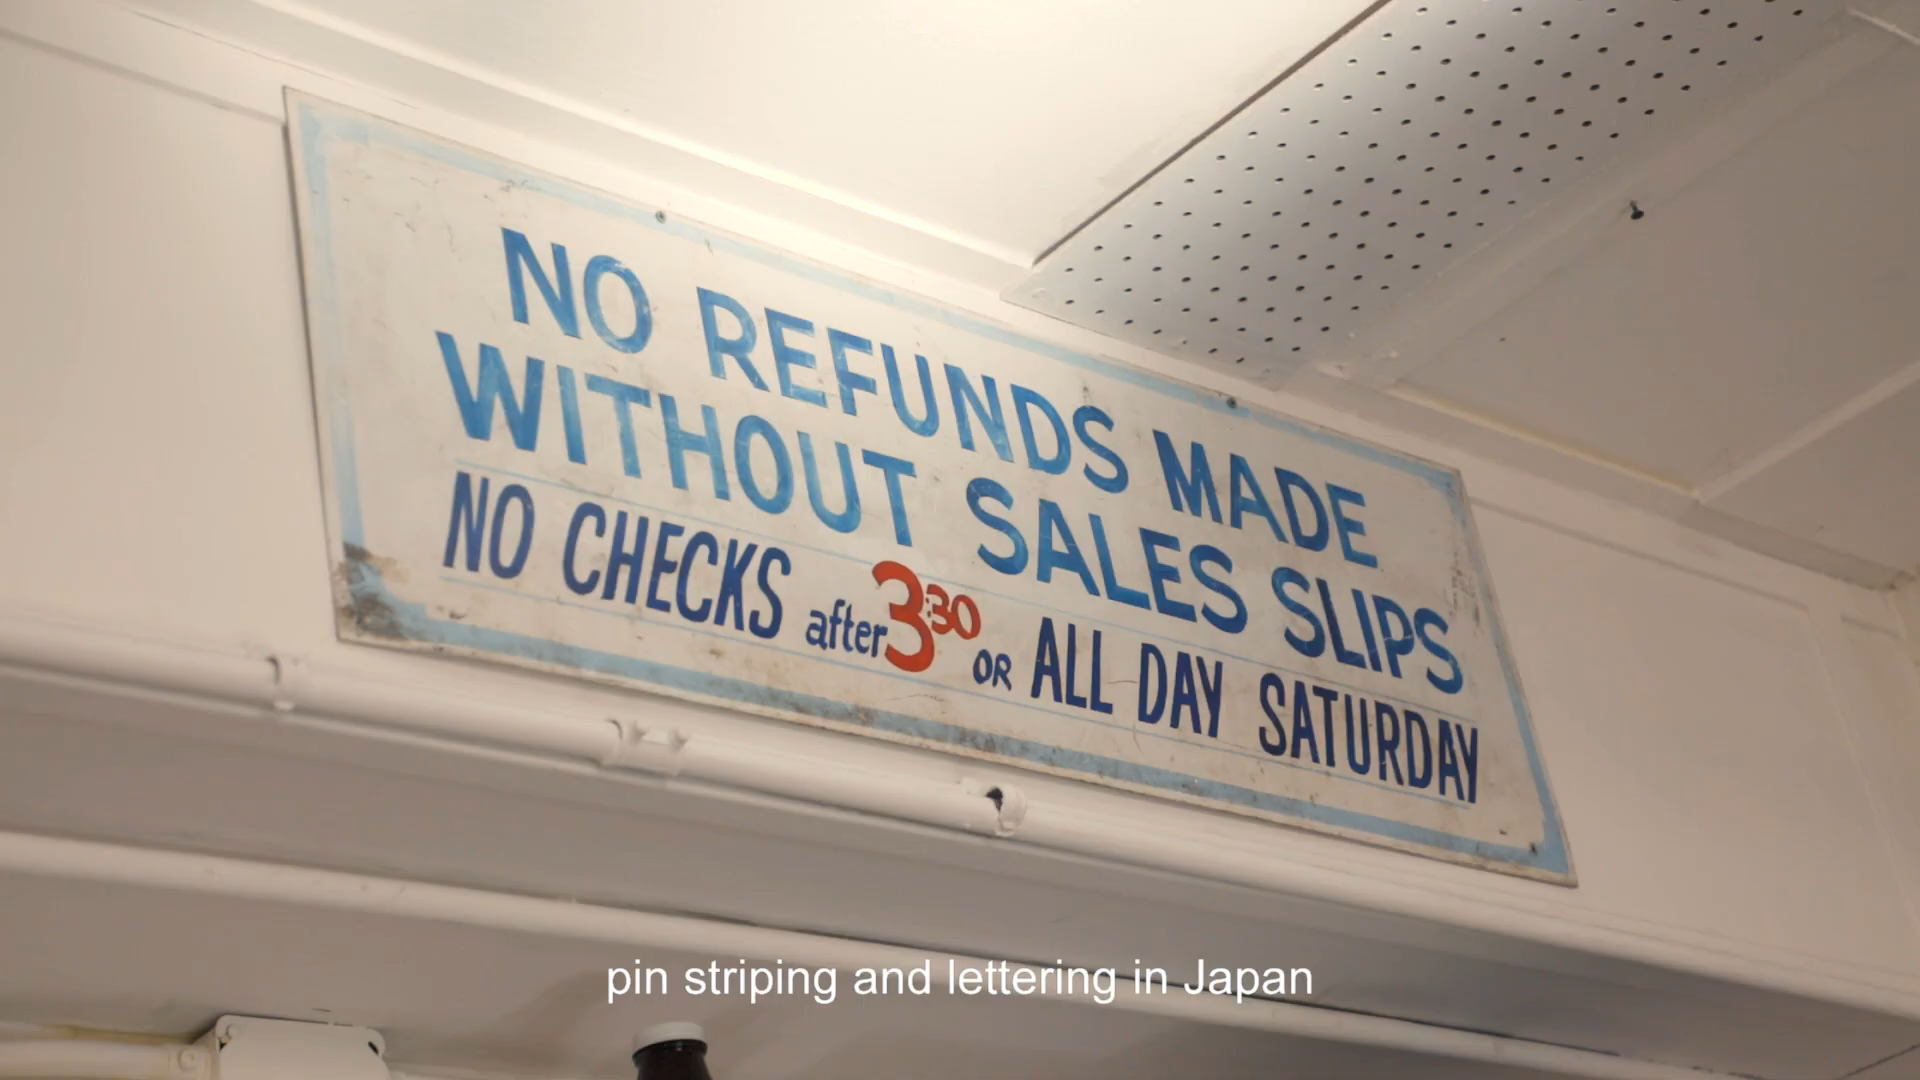 NO REFUNDS MADE
WITHOUT SALES SLIPS
NO CHECKS after 3:30 OR ALL DAY SATURDAY
pin striping and lettering in Japan